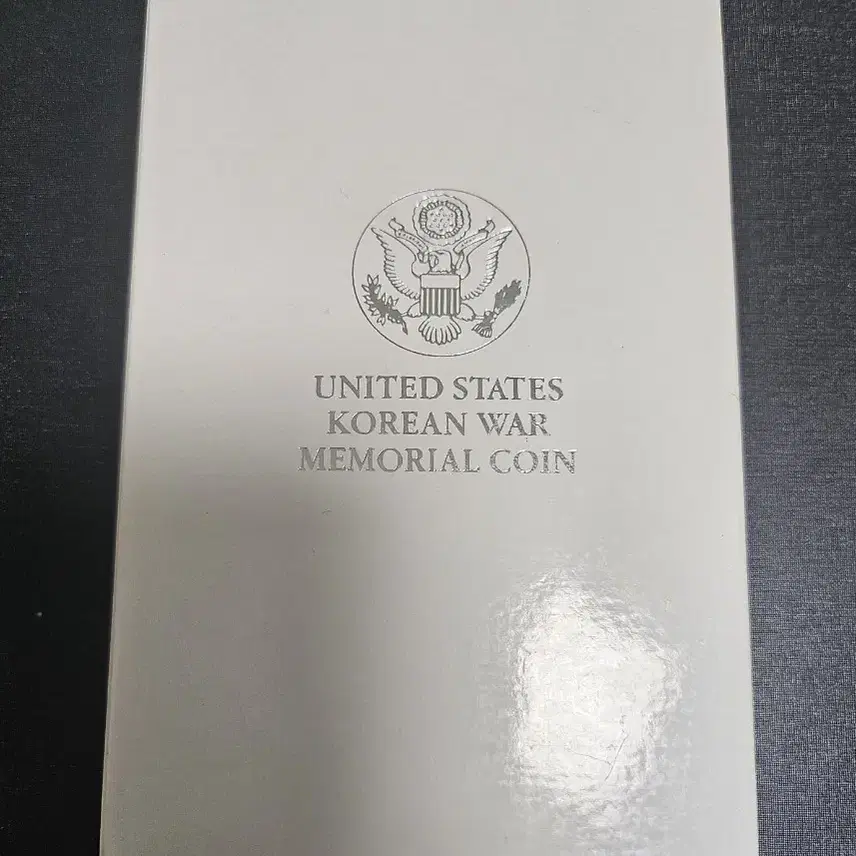 UNITED STATES
KOREAN WAR
MEMORIAL COIN